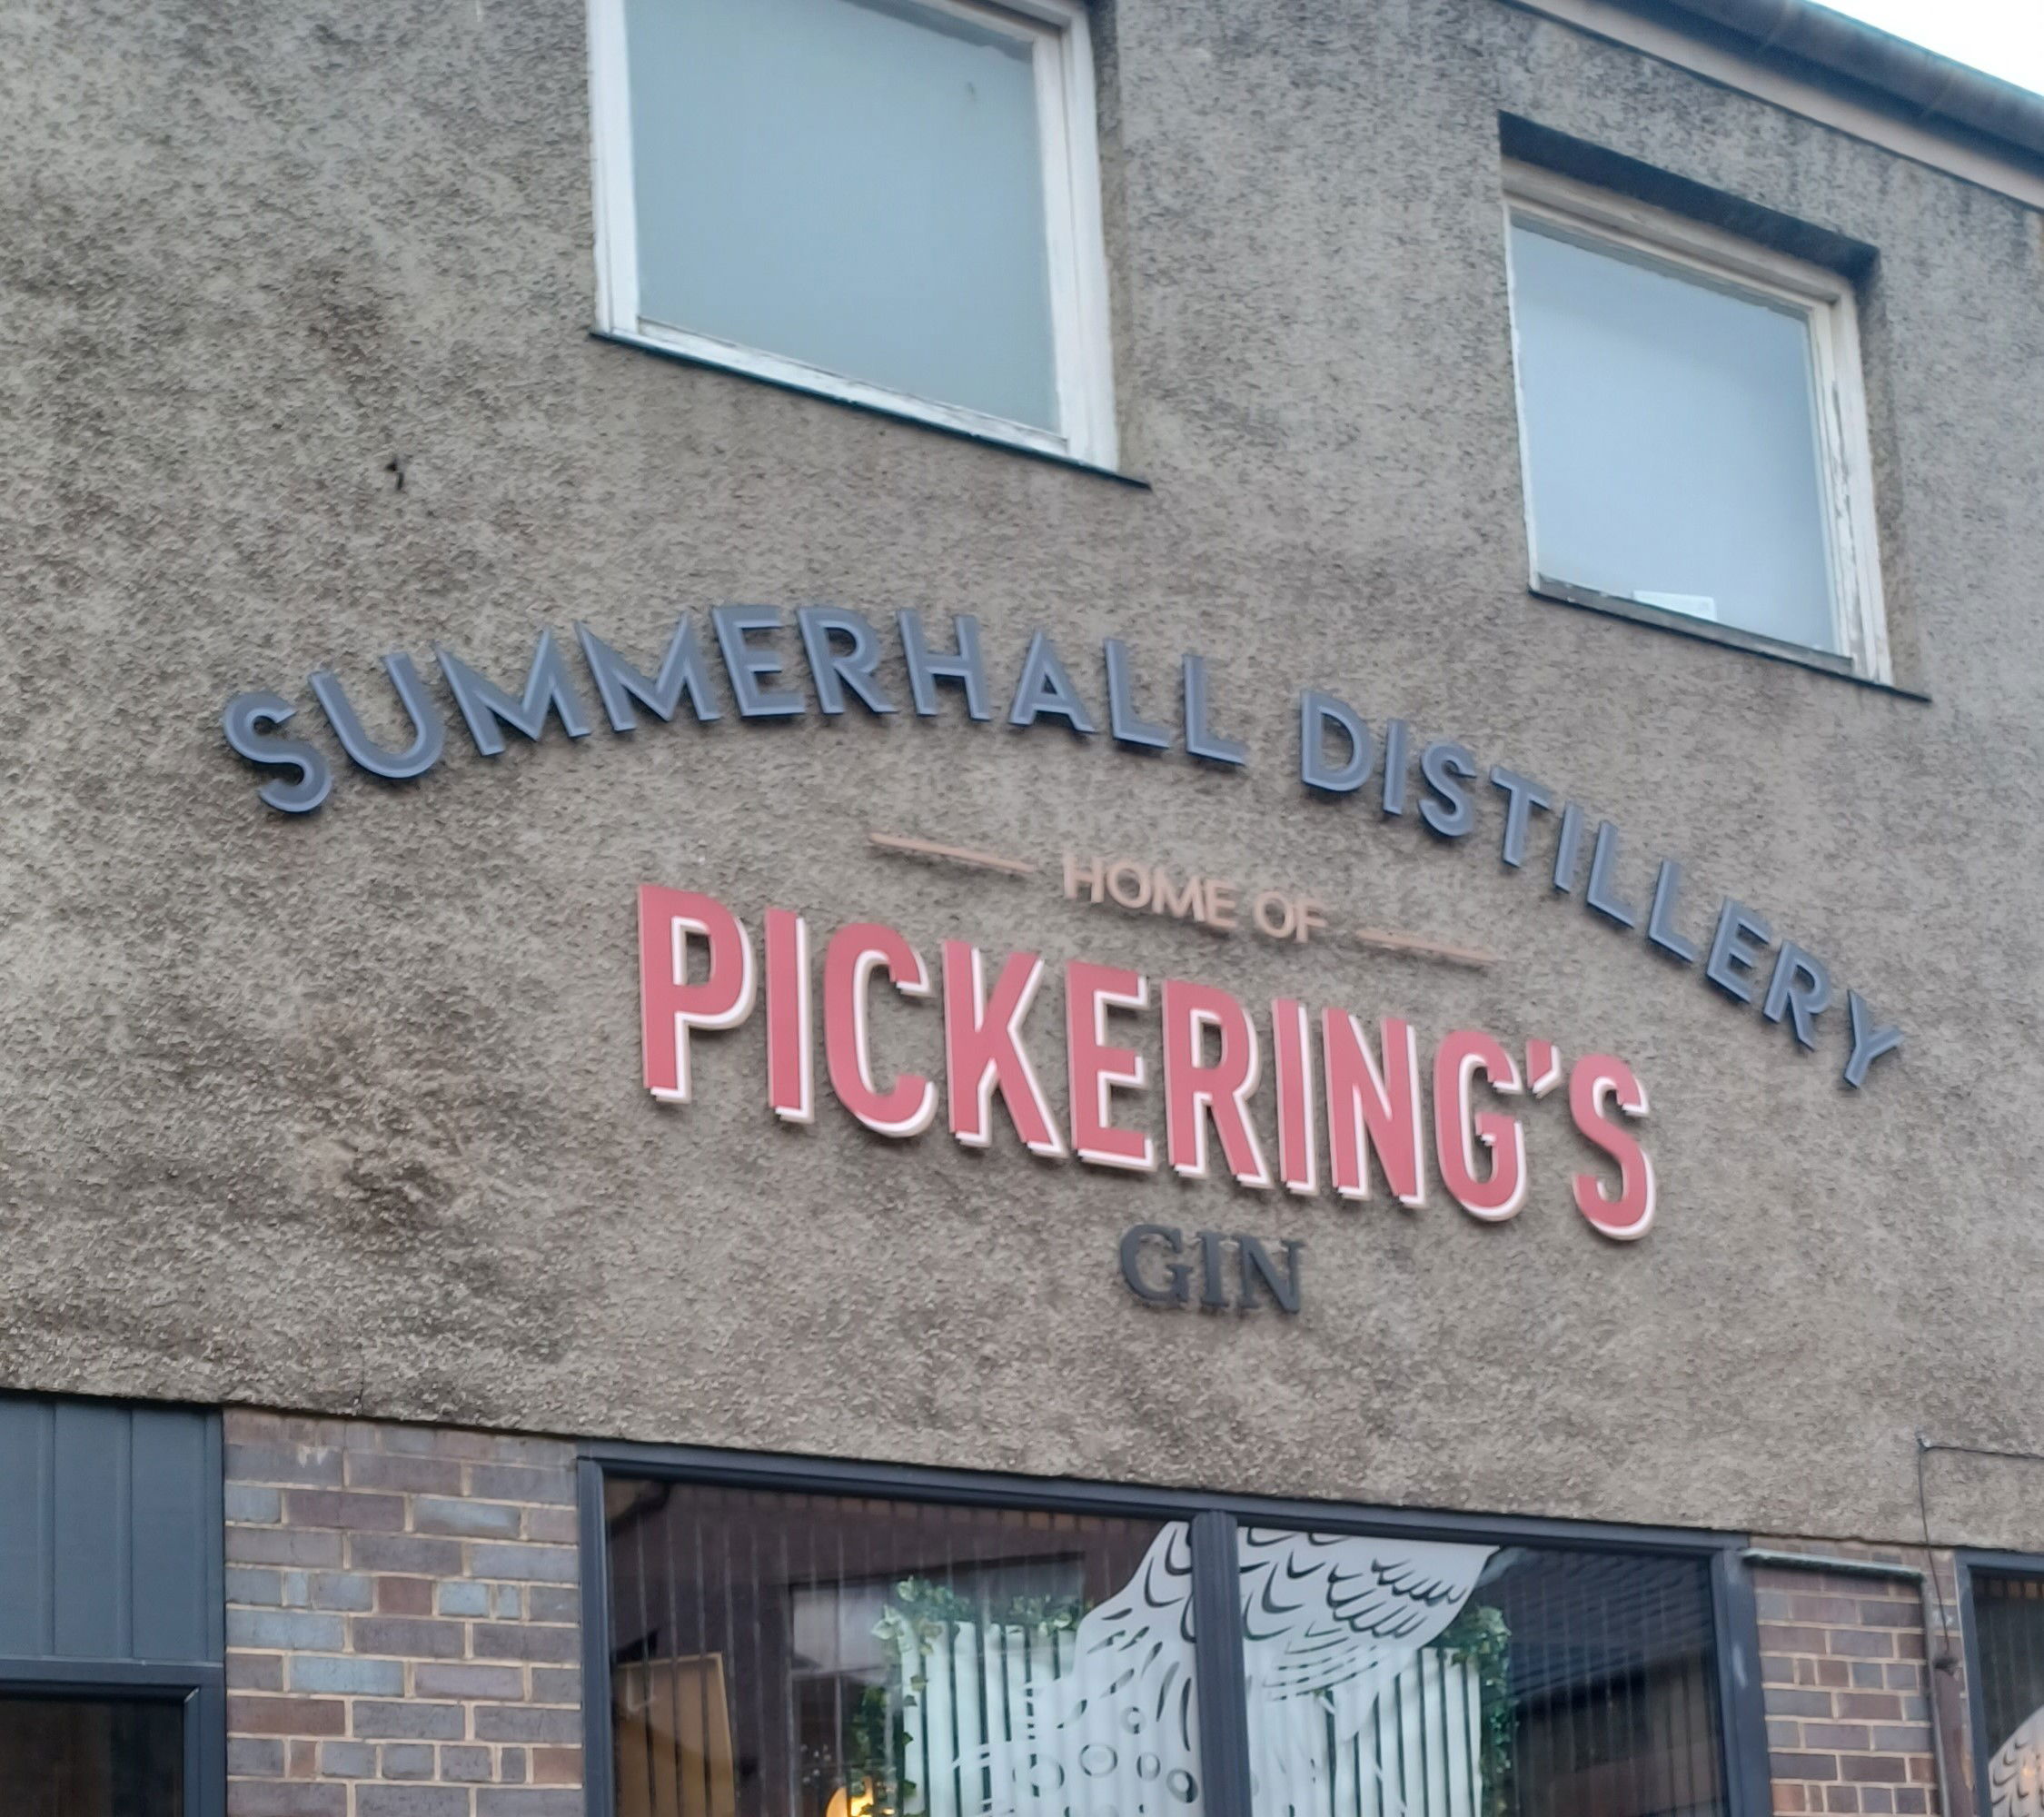 SUMMERHALL DISTILLERY
HOME OF
PICKERING'S
GIN